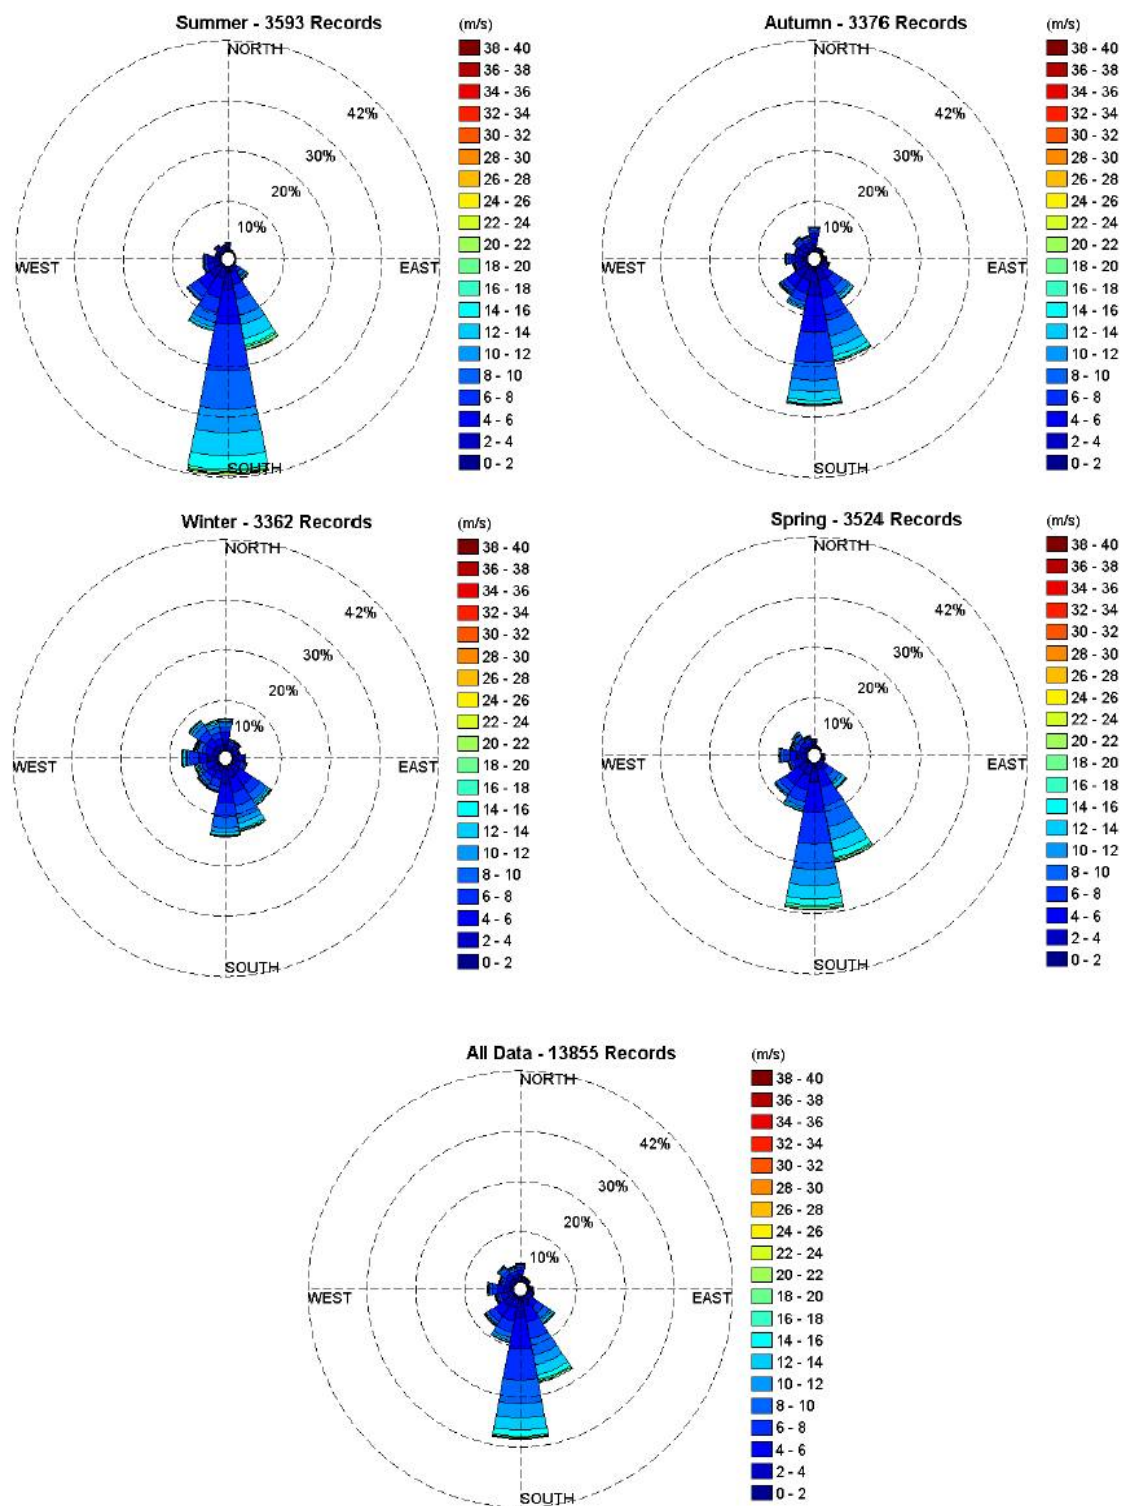 Summer - 3593 Records
(m/s)
NORTH
42%
30%
20%
10%
WEST
EAST
SOUTH
38 - 40
36 - 38
34 - 36
32 - 34
30 - 32
28 - 30
26 - 28
24 - 26
22 - 24
20 - 22
18 - 20
16 - 18
14 - 16
12 - 14
10 - 12
8 - 10
6 - 8
4 - 6
2 - 4
0 - 2
Autumn - 3376 Records
(m/s)
NORTH
42%
30%
20%
10%
WEST
EAST
SOUTH
38 - 40
36 - 38
34 - 36
32 - 34
30 - 32
28 - 30
26 - 28
24 - 26
22 - 24
20 - 22
18 - 20
16 - 18
14 - 16
12 - 14
10 - 12
8 - 10
6 - 8
4 - 6
2 - 4
0 - 2
Winter - 3362 Records
(m/s)
NORTH
42%
30%
20%
10%
WEST
EAST
SOUTH
38 - 40
36 - 38
34 - 36
32 - 34
30 - 32
28 - 30
26 - 28
24 - 26
22 - 24
20 - 22
18 - 20
16 - 18
14 - 16
12 - 14
10 - 12
8 - 10
6 - 8
4 - 6
2 - 4
0 - 2
Spring - 3524 Records
(m/s)
NORTH
42%
30%
20%
10%
WEST
EAST
SOUTH
38 - 40
36 - 38
34 - 36
32 - 34
30 - 32
28 - 30
26 - 28
24 - 26
22 - 24
20 - 22
18 - 20
16 - 18
14 - 16
12 - 14
10 - 12
8 - 10
6 - 8
4 - 6
2 - 4
0 - 2
All Data - 13855 Records
(m/s)
NORTH
42%
30%
20%
10%
WEST
EAST
SOUTH
38 - 40
36 - 38
34 - 36
32 - 34
30 - 32
28 - 30
26 - 28
24 - 26
22 - 24
20 - 22
18 - 20
16 - 18
14 - 16
12 - 14
10 - 12
8 - 10
6 - 8
4 - 6
2 - 4
0 - 2